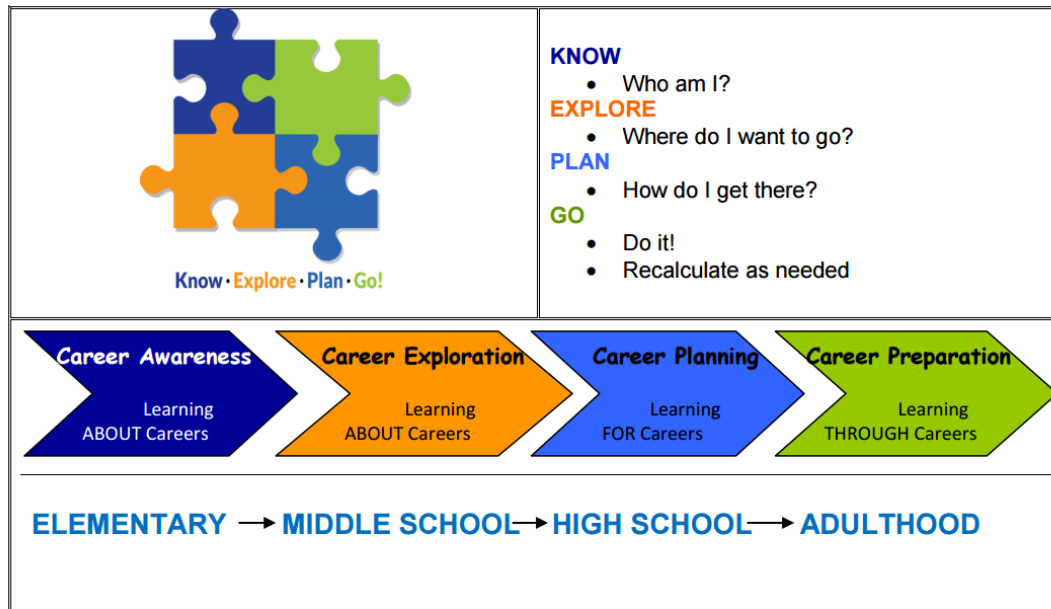 Know · Explore · Plan · Go!
KNOW
• Who am I?
EXPLORE
• Where do I want to go?
PLAN
• How do I get there?
GO
• Do it!
• Recalculate as needed
Career Awareness
Learning
ABOUT Careers
Career Exploration
Learning
ABOUT Careers
Career Planning
Learning
FOR Careers
Career Preparation
Learning
THROUGH Careers
ELEMENTARY → MIDDLE SCHOOL → HIGH SCHOOL → ADULTHOOD